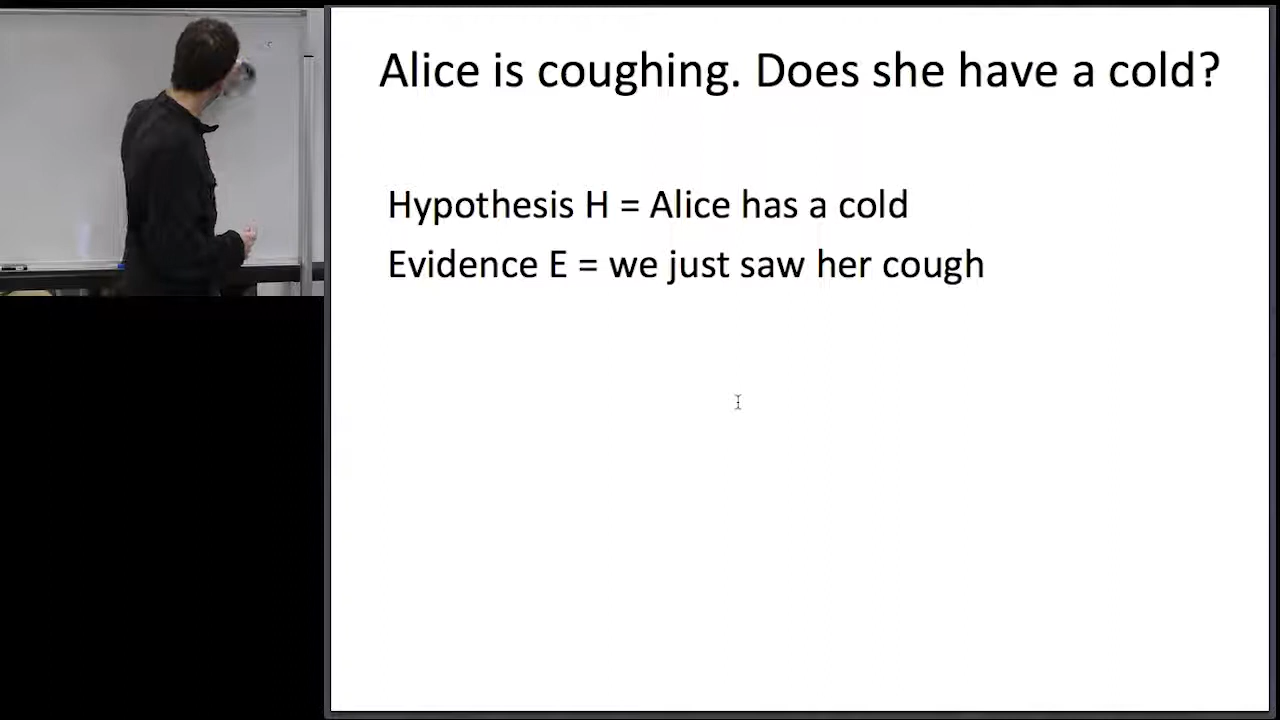 Alice is coughing. Does she have a cold?
Hypothesis H = Alice has a cold
Evidence E = we just saw her cough